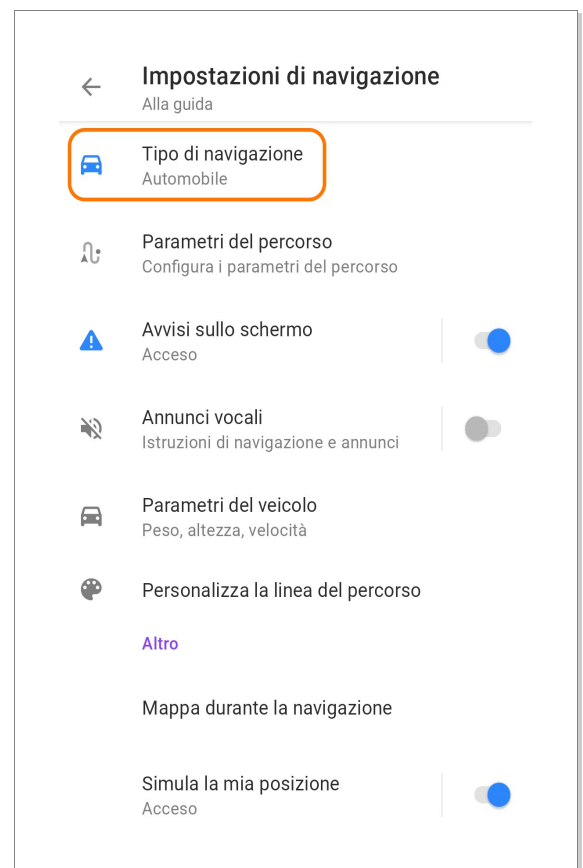 Impostazioni di navigazione
Alla guida
Tipo di navigazione
Automobile
Parametri del percorso
Configura i parametri del percorso
Avvisi sullo schermo
Acceso
Annunci vocali
Istruzioni di navigazione e annunci
Parametri del veicolo
Peso, altezza, velocità
Personalizza la linea del percorso
Altro
Mappa durante la navigazione
Simula la mia posizione
Acceso